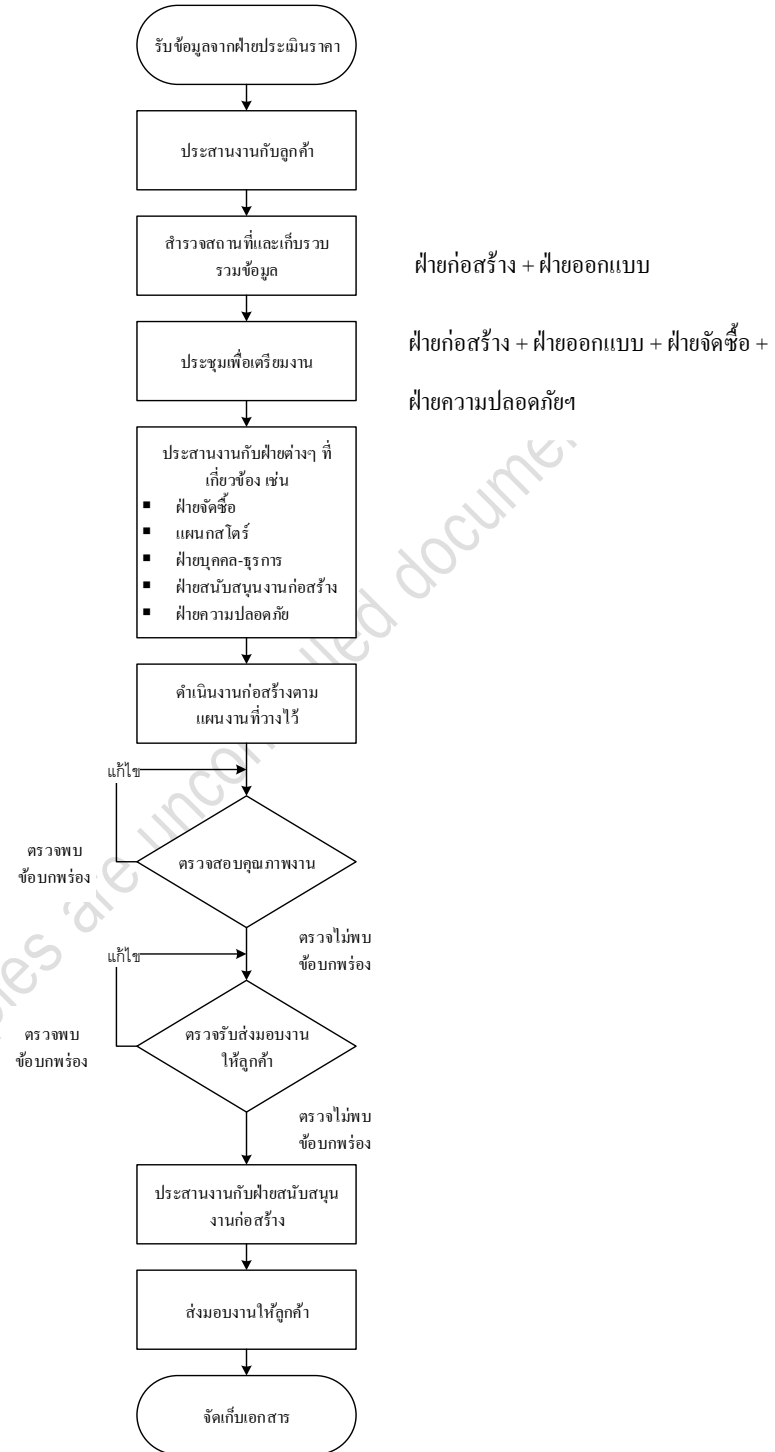 รับข้อมูลจากฝ่ายประเมินราคา
ประสานงานกับลูกค้า
สำรวจสถานที่และเก็บรวบ
รวมข้อมูล
ฝ่ายก่อสร้าง + ฝ่ายออกแบบ
ประชุมเพื่อเตรียมงาน
ฝ่ายก่อสร้าง + ฝ่ายออกแบบ + ฝ่ายจัดซื้อ +
ฝ่ายความปลอดภัยฯ
ประสานงานกับฝ่ายต่างๆ ที่
เกี่ยวข้อง เช่น
▪ ฝ่ายจัดซื้อ
▪ แผนกสโตร์
▪ ฝ่ายบุคคล-ธุรการ
▪ ฝ่ายสนับสนุนงานก่อสร้าง
▪ ฝ่ายความปลอดภัย
ดำเนินงานก่อสร้างตาม
แผนงานที่วางไว้
แก้ไข
ตรวจพบ
ข้อบกพร่อง
ตรวจสอบคุณภาพงาน
ตรวจไม่พบ
ข้อบกพร่อง
แก้ไข
ตรวจพบ
ข้อบกพร่อง
ตรวจรับส่งมอบงาน
ให้ลูกค้า
ตรวจไม่พบ
ข้อบกพร่อง
ประสานงานกับฝ่ายสนับสนุน
งานก่อสร้าง
ส่งมอบงานให้ลูกค้า
จัดเก็บเอกสาร